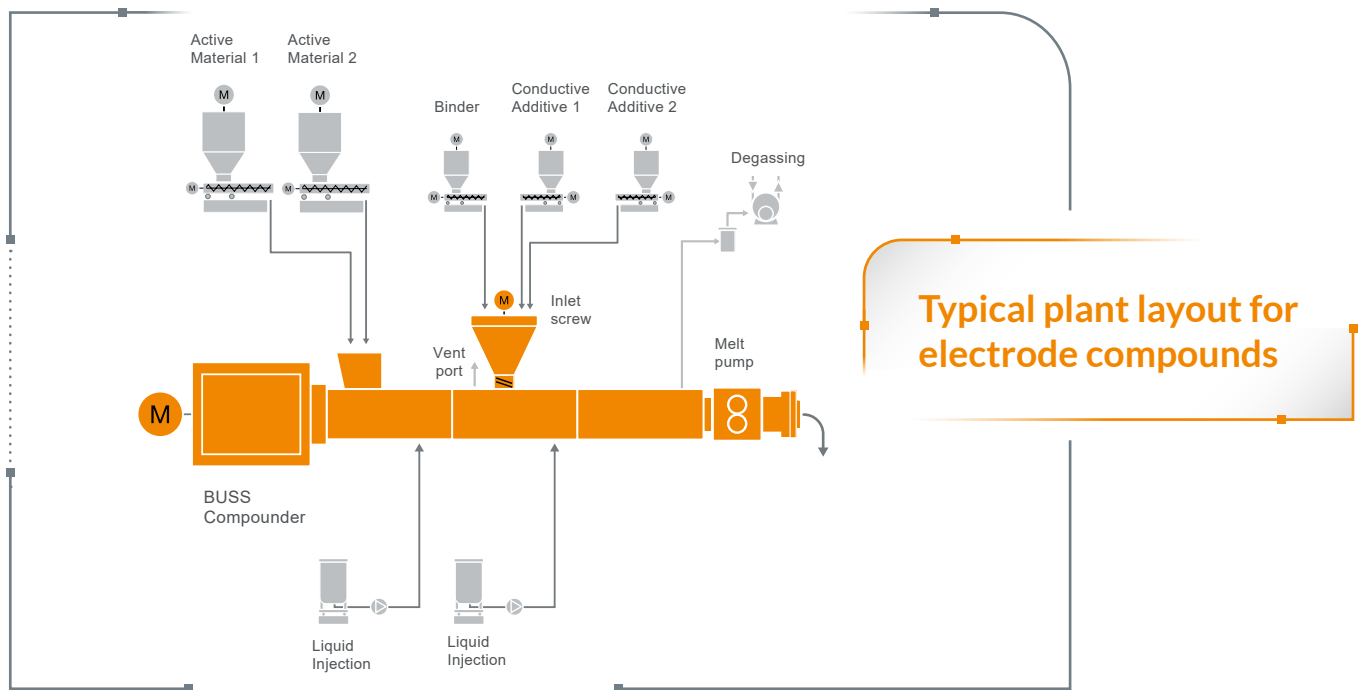 Active
Material 1
Active
Material 2
Binder
Conductive
Additive 1
Conductive
Additive 2
Degassing
M
M
M
M
M
M
M
M
M
M
M
Inlet
screw
Vent
port
Melt
pump
M
BUSS
Compounder
Liquid
Injection
Liquid
Injection
Typical plant layout for
electrode compounds